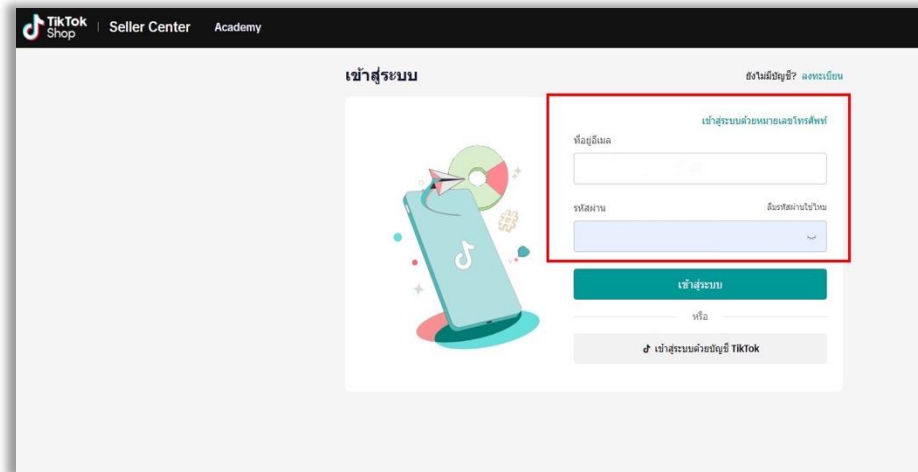 TikTok Shop | Seller Center Academy
เข้าสู่ระบบ
ยังไม่มีบัญชี? ลงทะเบียน
เข้าสู่ระบบด้วยหมายเลขโทรศัพท์
ที่อยู่อีเมล
รหัสผ่าน ลืมรหัสผ่านใช่ไหม
เข้าสู่ระบบ
หรือ
เข้าสู่ระบบด้วยบัญชี TikTok